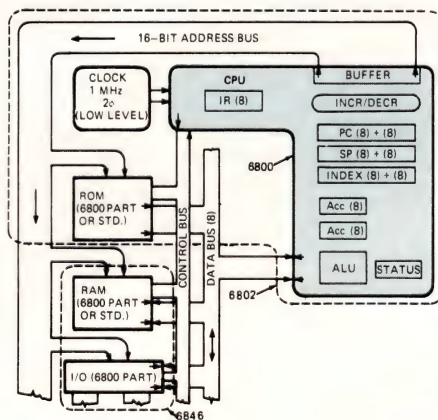 16-BIT ADDRESS BUS
CLOCK
1 MHz
2ϕ
(LOW LEVEL)
CPU
IR (8)
BUFFER
INCR/DECR
PC (8) + (8)
SP (8) + (8)
INDEX (8) + (8)
6800
Acc (8)
Acc (8)
ALU
STATUS
ROM
(6800 PART
OR STD.)
CONTROL BUS
DATA BUS (8)
6802
RAM
(6800 PART
OR STD.)
I/O (6800 PART)
6846